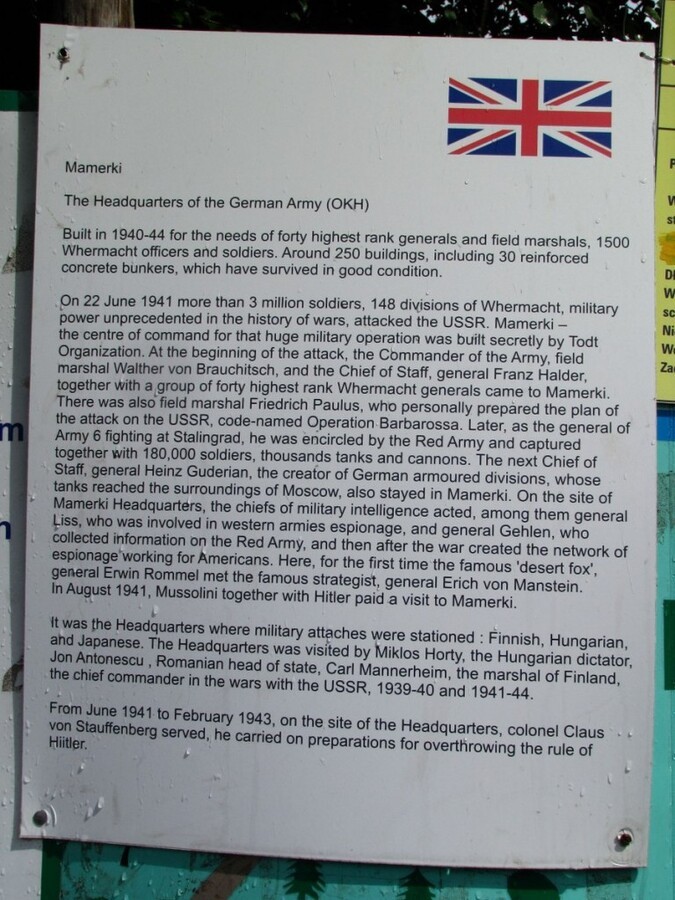 Mamerki
The Headquarters of the German Army (OKH)
Built in 1940-44 for the needs of forty highest rank generals and field marshals, 1500
Whermacht officers and soldiers. Around 250 buildings, including 30 reinforced
concrete bunkers, which have survived in good condition.
On 22 June 1941 more than 3 million soldiers, 148 divisions of Whermacht, military
power unprecedented in the history of wars, attacked the USSR. Mamerki –
the centre of command for that huge military operation was built secretly by Todt
Organization. At the beginning of the attack, the Commander of the Army, field
marshal Walther von Brauchitsch, and the Chief of Staff, general Franz Halder,
together with a group of forty highest rank Whermacht generals came to Mamerki.
There was also field marshal Friedrich Paulus, who personally prepared the plan of
the attack on the USSR, code-named Operation Barbarossa. Later, as the general of
Army 6 fighting at Stalingrad, he was encircled by the Red Army and captured
together with 180,000 soldiers, thousands tanks and cannons. The next Chief of
Staff, general Heinz Guderian, the creator of German armoured divisions, whose
tanks reached the surroundings of Moscow, also stayed in Mamerki. On the site of
Mamerki Headquarters, the chiefs of military intelligence acted, among them general
Liss, who was involved in western armies espionage, and general Gehlen, who
collected information on the Red Army, and then after the war created the network of
espionage working for Americans. Here, for the first time the famous 'desert fox',
general Erwin Rommel met the famous strategist, general Erich von Manstein.
In August 1941, Mussolini together with Hitler paid a visit to Mamerki.
It was the Headquarters where military attaches were stationed : Finnish, Hungarian,
and Japanese. The Headquarters was visited by Miklos Horty, the Hungarian dictator,
Jon Antonescu , Romanian head of state, Carl Mannerheim, the marshal of Finland,
the chief commander in the wars with the USSR, 1939-40 and 1941-44.
From June 1941 to February 1943, on the site of the Headquarters, colonel Claus
von Stauffenberg served, he carried on preparations for overthrowing the rule of
Hiitler.